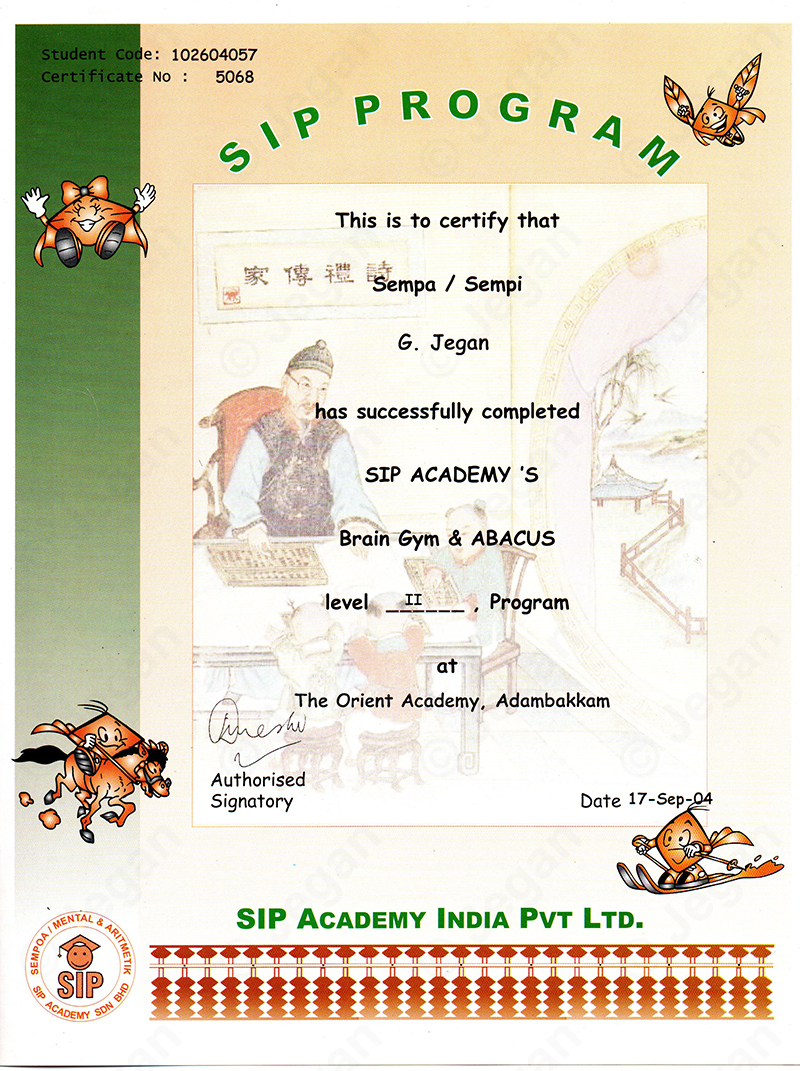 Student Code: 102604057
Certificate No : 5068
SIP PROGRAM
This is to certify that
家傳禮詩
Sempa / Sempi
G. Jegan
has successfully completed
SIP ACADEMY 'S
Brain Gym & ABACUS
level __II____ , Program
at
The Orient Academy, Adambakkam
Authorised
Signatory
Date 17-Sep-04
SIP ACADEMY INDIA PVT LTD.
SEMPOA / MENTAL & ARITMETIK
SIP
SIP ACADEMY SDN BHD
© Jegan